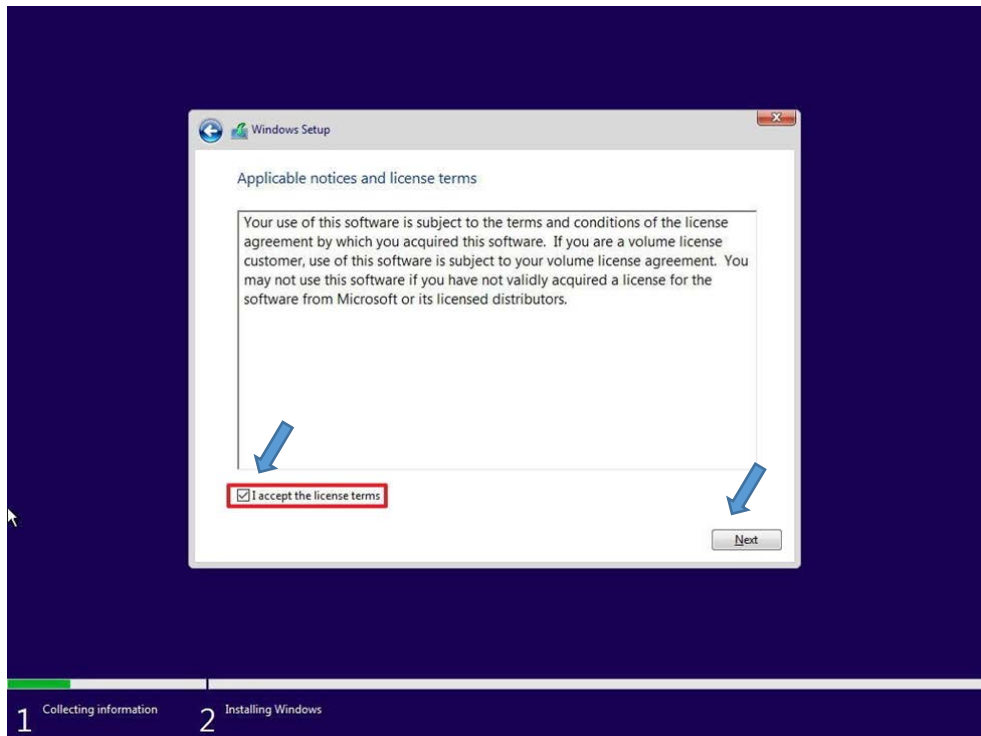 Windows Setup
Applicable notices and license terms
Your use of this software is subject to the terms and conditions of the license
agreement by which you acquired this software.  If you are a volume license
customer, use of this software is subject to your volume license agreement.  You
may not use this software if you have not validly acquired a license for the
software from Microsoft or its licensed distributors.
I accept the license terms
Next
1 Collecting information
2 Installing Windows